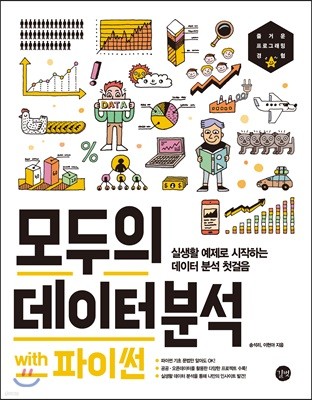 즐거운
프로그래밍
경험
DATA
모두의
실생활 예제로 시작하는
데이터 분석 첫걸음
데이터 분석
with 파이썬
송석리, 이현아 지음
파이썬 기초 문법만 알아도 OK!
공공 · 오픈데이터를 활용한 다양한 프로젝트 수록!
실생활 데이터 분석을 통해 나만의 인사이트 발견!
길벗